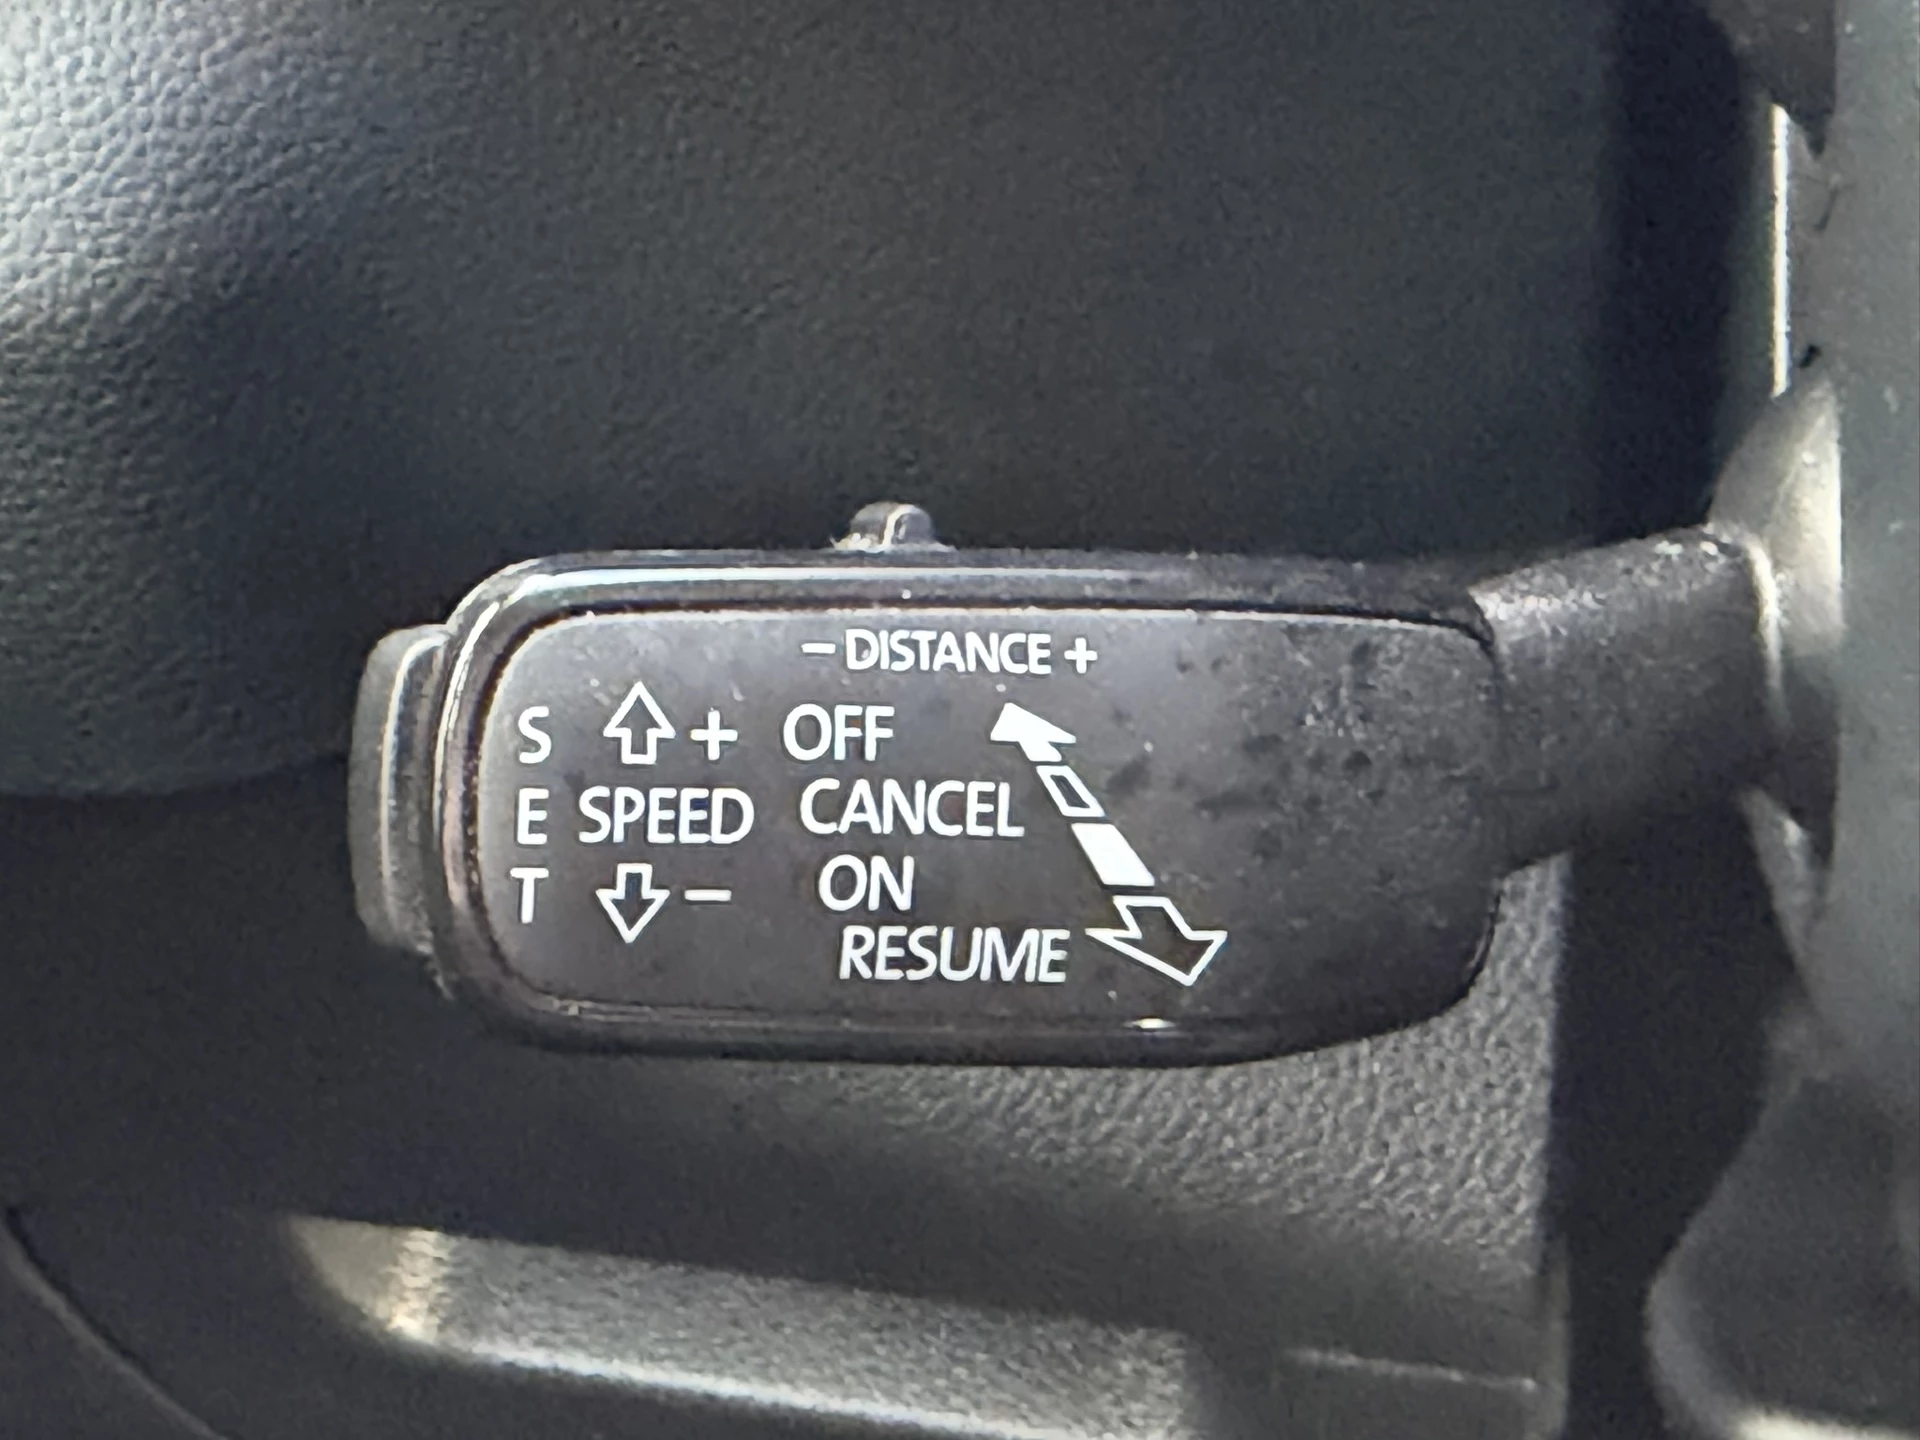 – DISTANCE +
S + OFF
E SPEED CANCEL
T – ON
RESUME